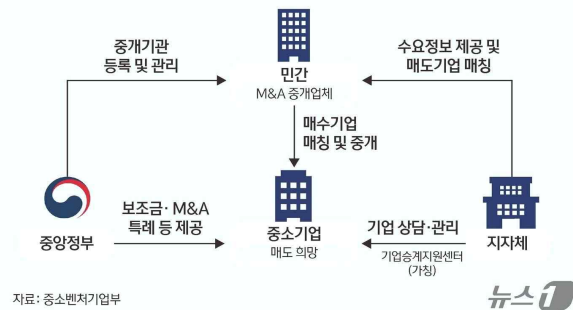 중개기관
등록 및 관리
민간
M&A 중개업체
수요정보 제공 및
매도기업 매칭
매수기업
매칭 및 중개
중앙정부
보조금· M&A
특례 등 제공
중소기업
매도 희망
기업 상담·관리
기업승계지원센터
(가칭)
지자체
자료: 중소벤처기업부
뉴스1